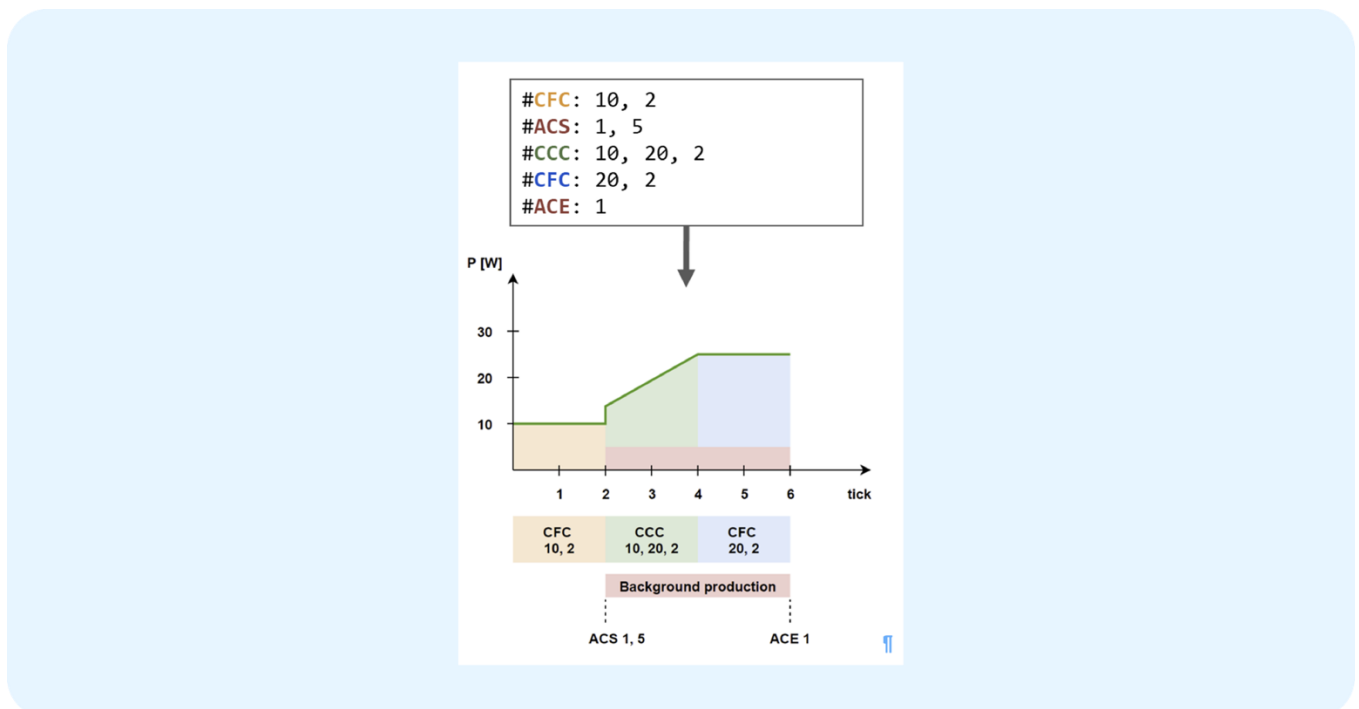 #CFC: 10, 2
#ACS: 1, 5
#CCC: 10, 20, 2
#CFC: 20, 2
#ACE: 1
P [W]
30
20
10
1 2 3 4 5 6 tick
CFC CCC CFC
10, 2 10, 20, 2 20, 2
Background production
ACS 1, 5 ACE 1
¶